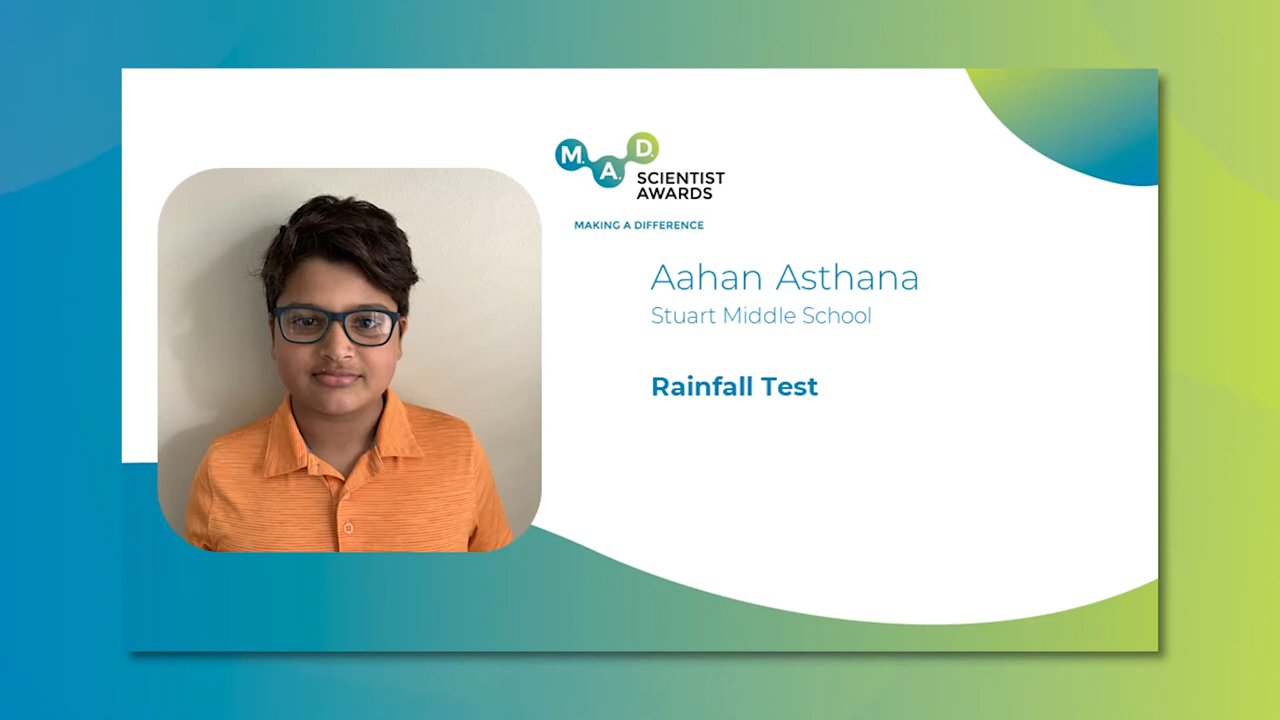 M. A. D.
SCIENTIST
AWARDS
MAKING A DIFFERENCE
Aahan Asthana
Stuart Middle School
Rainfall Test